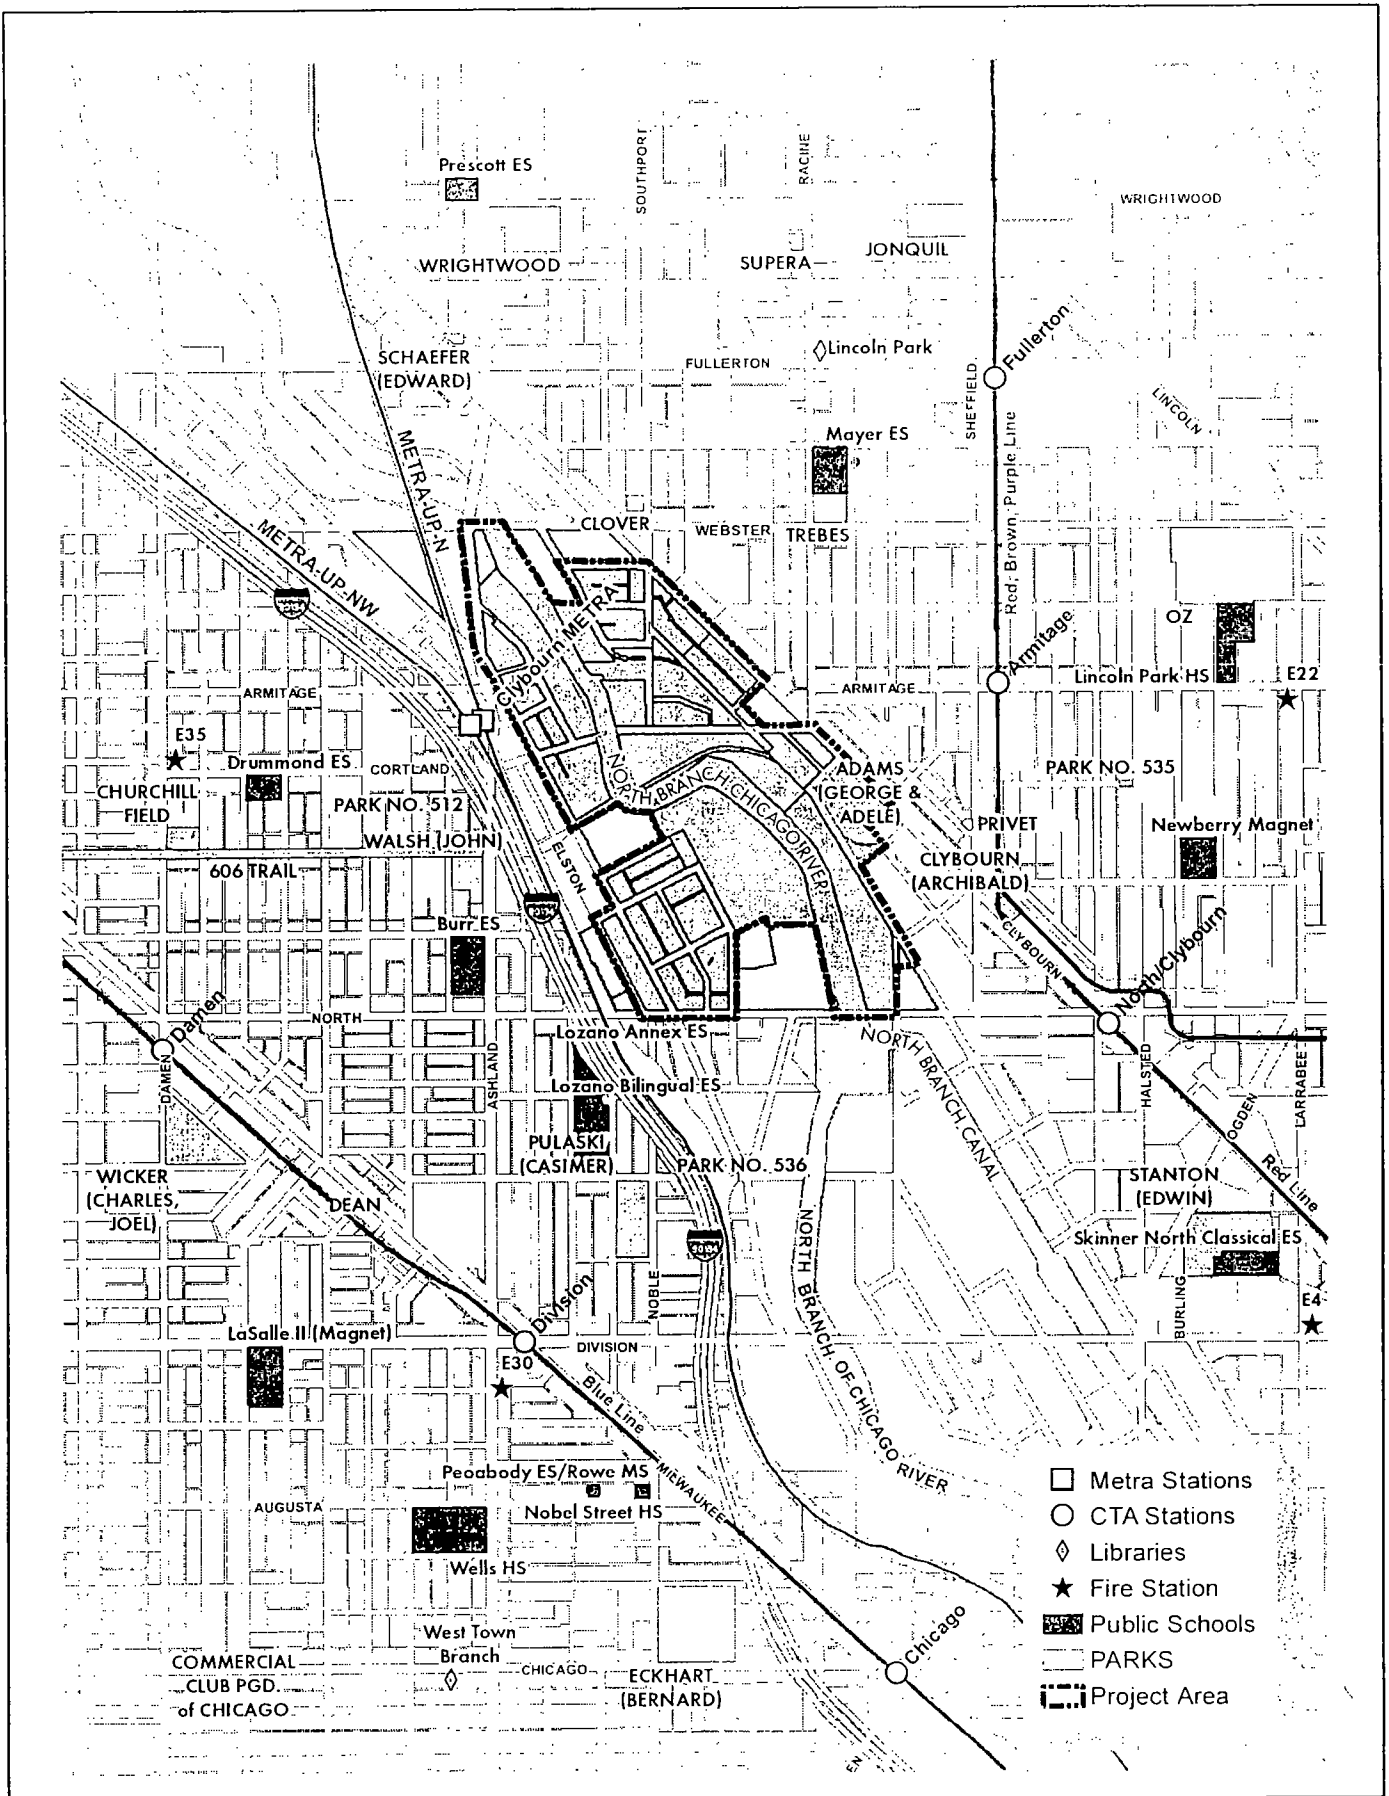 Prescott ES
SOUTHPORT
RACINE
WRIGHTWOOD
WRIGHTWOOD
SUPERA
JONQUIL
Fullerton
Lincoln Park
SCHAEFER
(EDWARD)
FULLERTON
SHEFFIELD
LINCOLN
METRA-UP-N
Mayer ES
Red, Brown, Purple Line
METRA-UP-NW
CLOVER
WEBSTER
TREBES
Clybourn METRA
OZ
Armitage
Lincoln Park HS
E22
ARMITAGE
ARMITAGE
E35
Drummond ES
CORTLAND
CHURCHILL
FIELD
PARK NO. 512
NORTH BRANCH CHICAGO RIVER
ADAMS
(GEORGE &
ADELE)
PARK NO. 535
PRIVET
Newberry Magnet
WALSH (JOHN)
ELSTON
CLYBOURN
(ARCHIBALD)
606 TRAIL
Burr ES
CLYBOURN
North/Clybourn
Damen
NORTH
Lozano Annex ES
NORTH BRANCH CANAL
DAMEN
ASHLAND
Lozano Bilingual ES
HALSTED
OGDEN
LARRABEE
PULASKI
(CASIMER)
PARK NO. 536
WICKER
(CHARLES,
JOEL)
DEAN
STANTON
(EDWIN)
Red Line
NORTH BRANCH OF CHICAGO RIVER
Skinner North Classical ES
90/94
NOBLE
BURLING
E4
Division
LaSalle II (Magnet)
DIVISION
E30
Blue Line
Peoabody ES/Rowe MS
MILWAUKEE
AUGUSTA
Nobel Street HS
Wells HS
Metra Stations
CTA Stations
Libraries
Fire Station
Public Schools
PARKS
Project Area
West Town
Branch
Chicago
COMMERCIAL
CLUB PGD.
of CHICAGO
CHICAGO
ECKHART
(BERNARD)